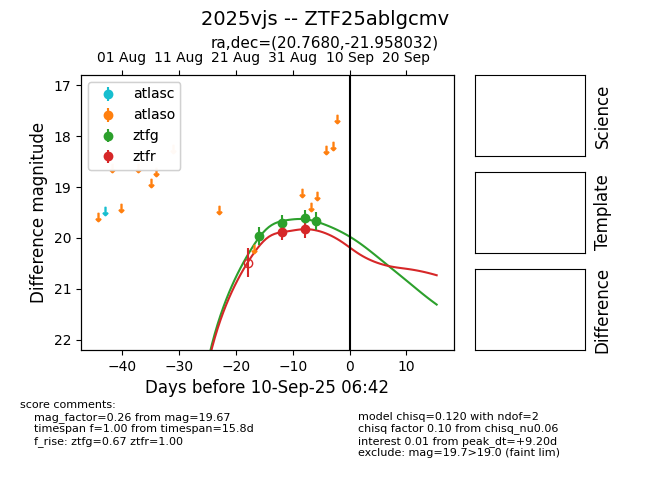 2025vjs -- ZTF25ablgcmv
ra,dec=(20.7680,-21.958032)
01 Aug 11 Aug 21 Aug 31 Aug 10 Sep 20 Sep
atlasc
atlaso
ztfg
ztfr
17
18
19
20
21
22
Difference magnitude
−40 −30 −20 −10 0 10
Days before 10-Sep-25 06:42
Science
Template
Difference
score comments:
mag_factor=0.26 from mag=19.67
timespan f=1.00 from timespan=15.8d
f_rise: ztfg=0.67 ztfr=1.00
model chisq=0.120 with ndof=2
chisq factor 0.10 from chisq_nu0.06
interest 0.01 from peak_dt=+9.20d
exclude: mag=19.7>19.0 (faint lim)